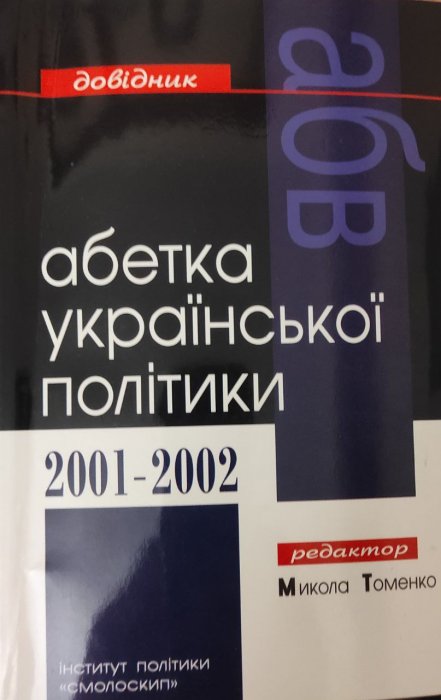 довідник
абв
абетка
української
політики
2001-2002
редактор
Микола Томенко
інститут політики
«смолоскип»